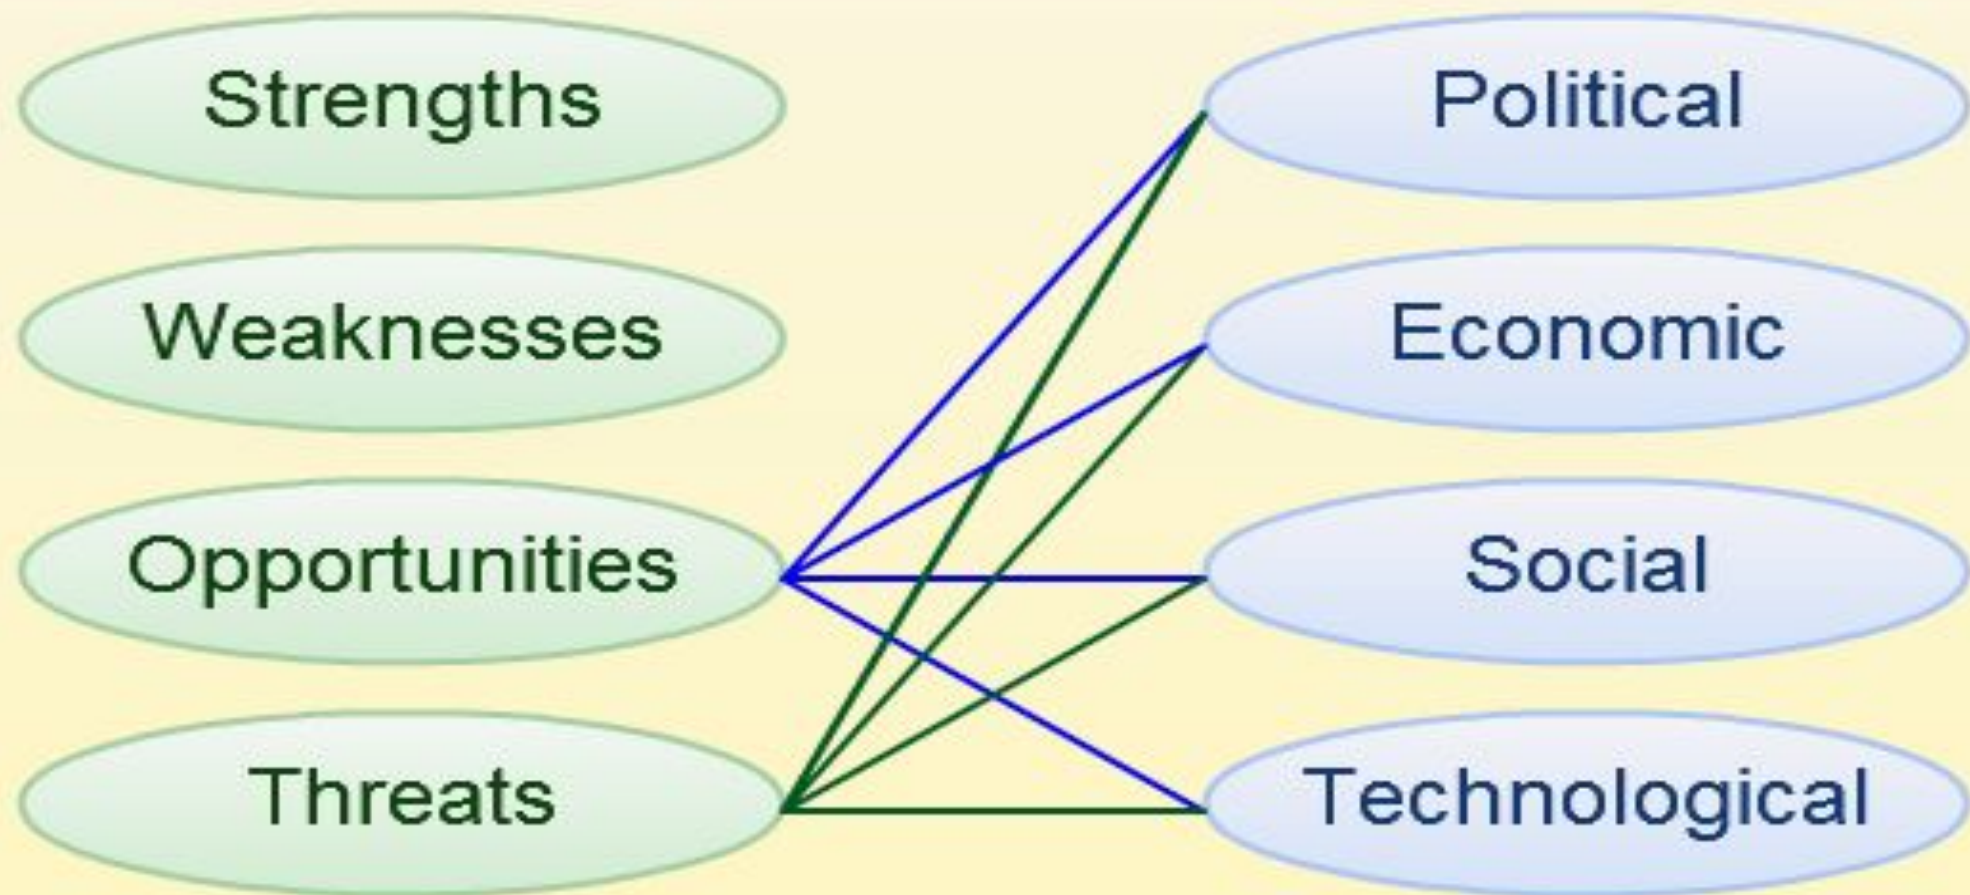 Strengths
Weaknesses
Opportunities
Threats
Political
Economic
Social
Technological